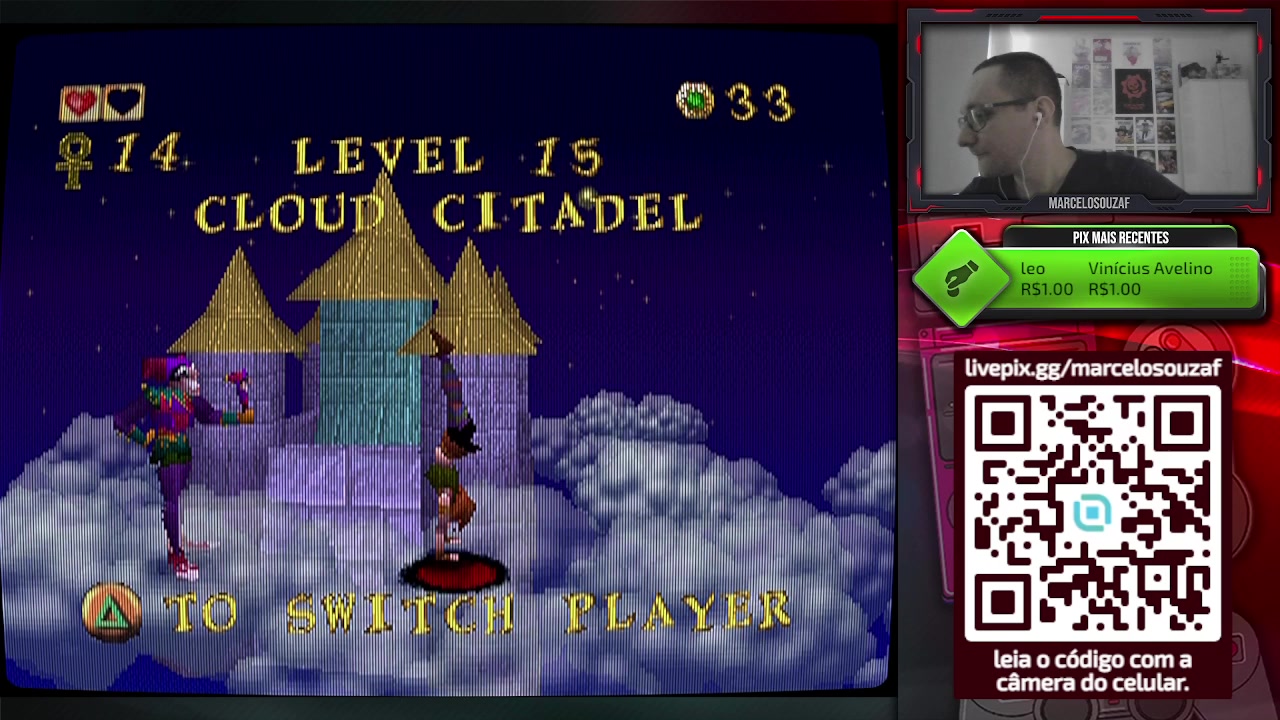 33
14
LEVEL 15
CLOUD CITADEL
TO SWITCH PLAYER
MARCELOSOUZAF
PIX MAIS RECENTES
leo Vinícius Avelino
R$1.00 R$1.00
livepix.gg/marcelosouzaf
leia o código com a
câmera do celular.